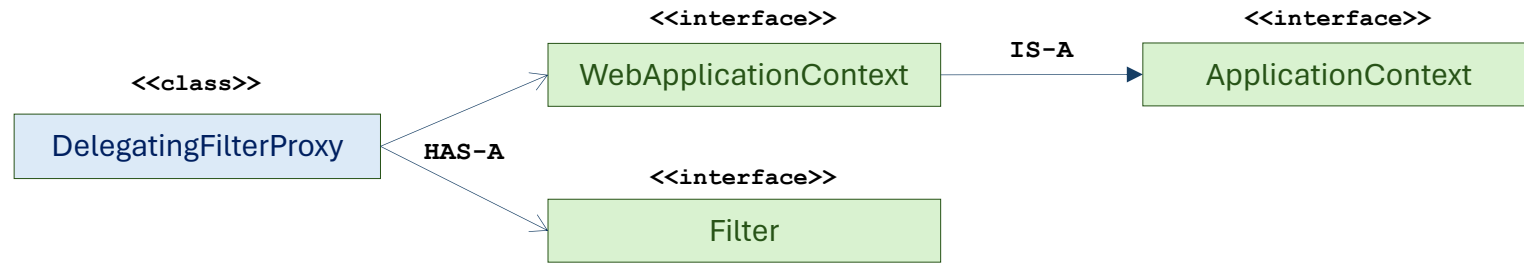 <<interface>>
<<interface>>
WebApplicationContext
IS-A
ApplicationContext
<<class>>
DelegatingFilterProxy
HAS-A
<<interface>>
Filter